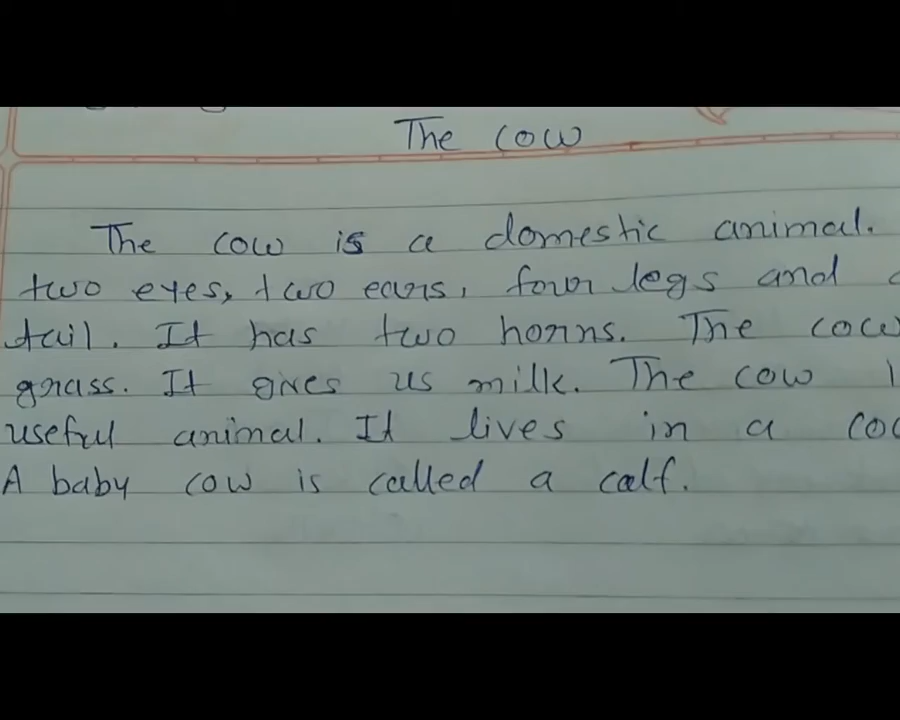 The cow
The cow is a domestic animal.
two eyes, two ears, four legs and
tail. It has two horns. The cow
grass. It gives us milk. The cow
useful animal. It lives in a
A baby cow is called a calf.